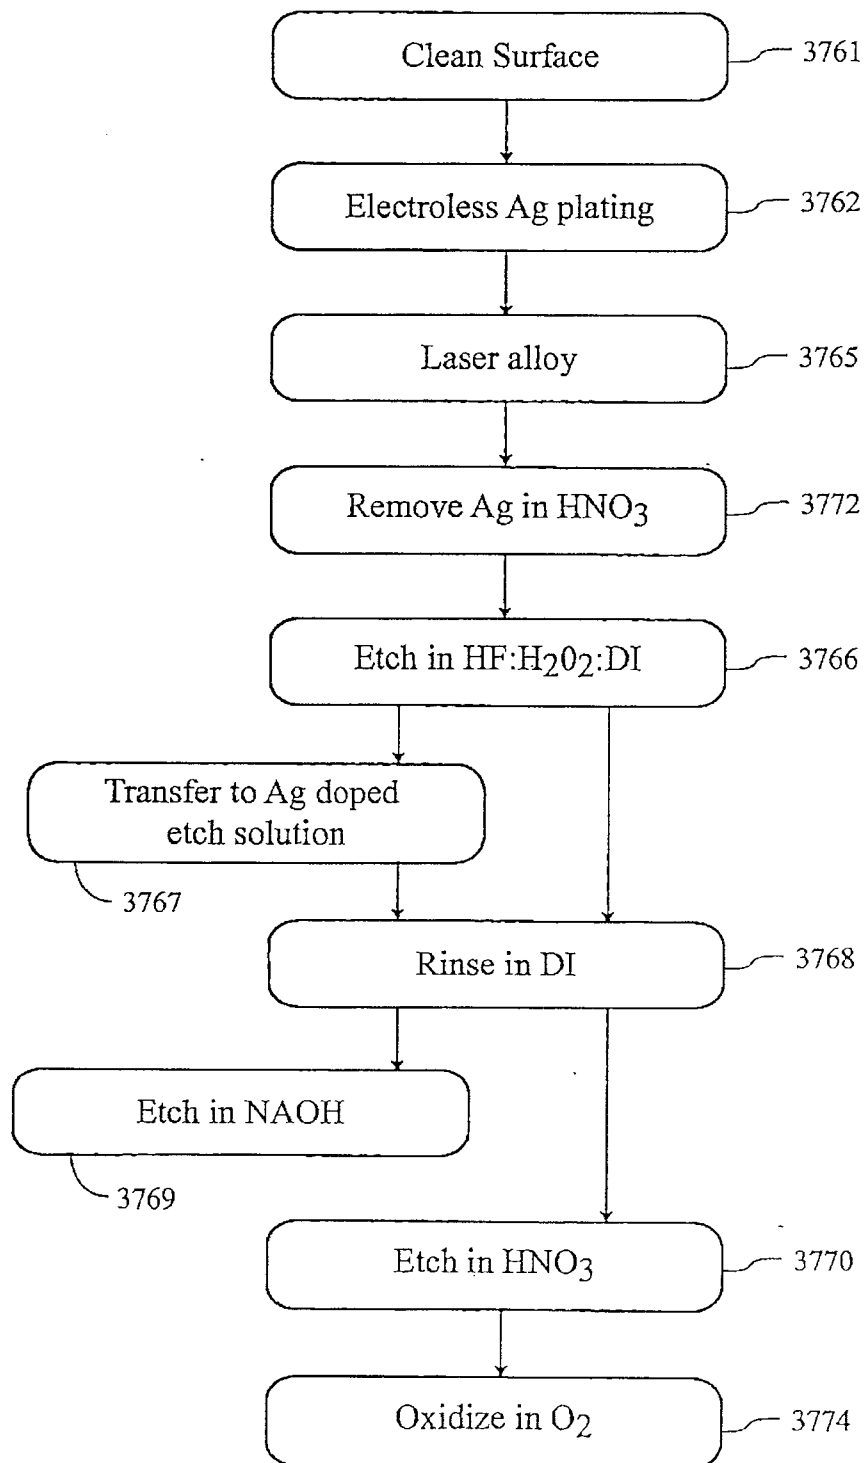 Clean Surface
3761
Electroless Ag plating
3762
Laser alloy
3765
Remove Ag in HNO3
3772
Etch in HF:H202:DI
3766
Transfer to Ag doped
etch solution
3767
Rinse in DI
3768
Etch in NAOH
3769
Etch in HNO3
3770
Oxidize in O2
3774